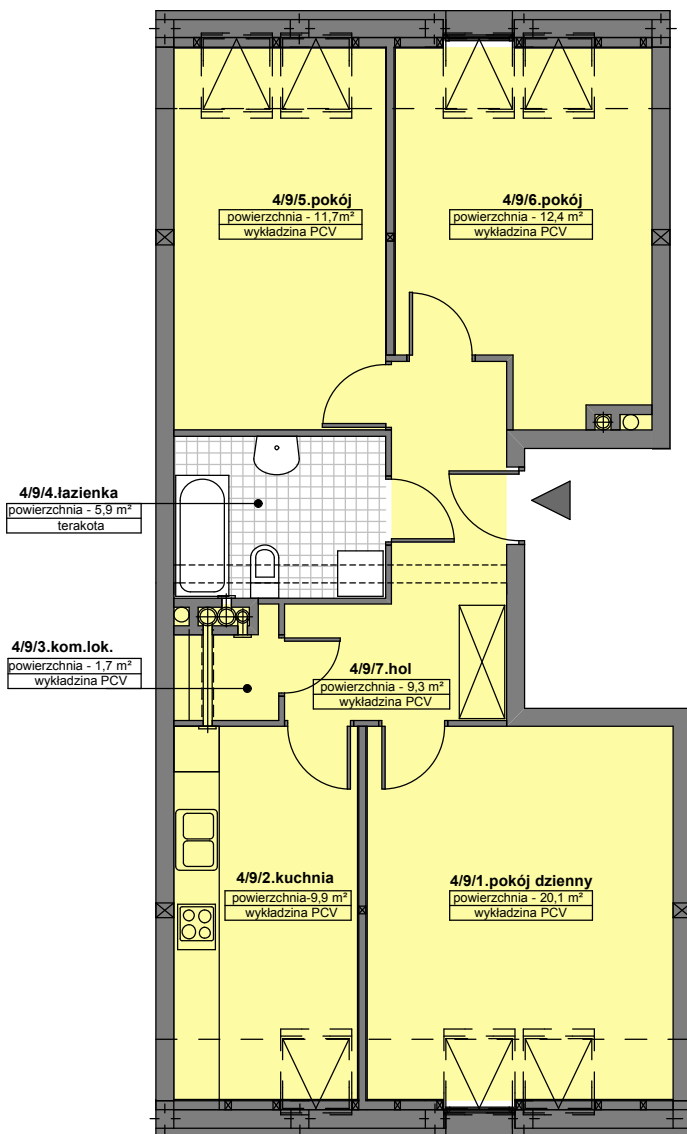 4/9/5.pokój
powierzchnia - 11,7m²
wykładzina PCV
4/9/6.pokój
powierzchnia - 12,4 m²
wykładzina PCV
4/9/4.łazienka
powierzchnia - 5,9 m²
terakota
4/9/3.kom.lok.
powierzchnia - 1,7 m²
wykładzina PCV
4/9/7.hol
powierzchnia - 9,3 m²
wykładzina PCV
4/9/2.kuchnia
powierzchnia-9,9 m²
wykładzina PCV
4/9/1.pokój dzienny
powierzchnia - 20,1 m²
wykładzina PCV